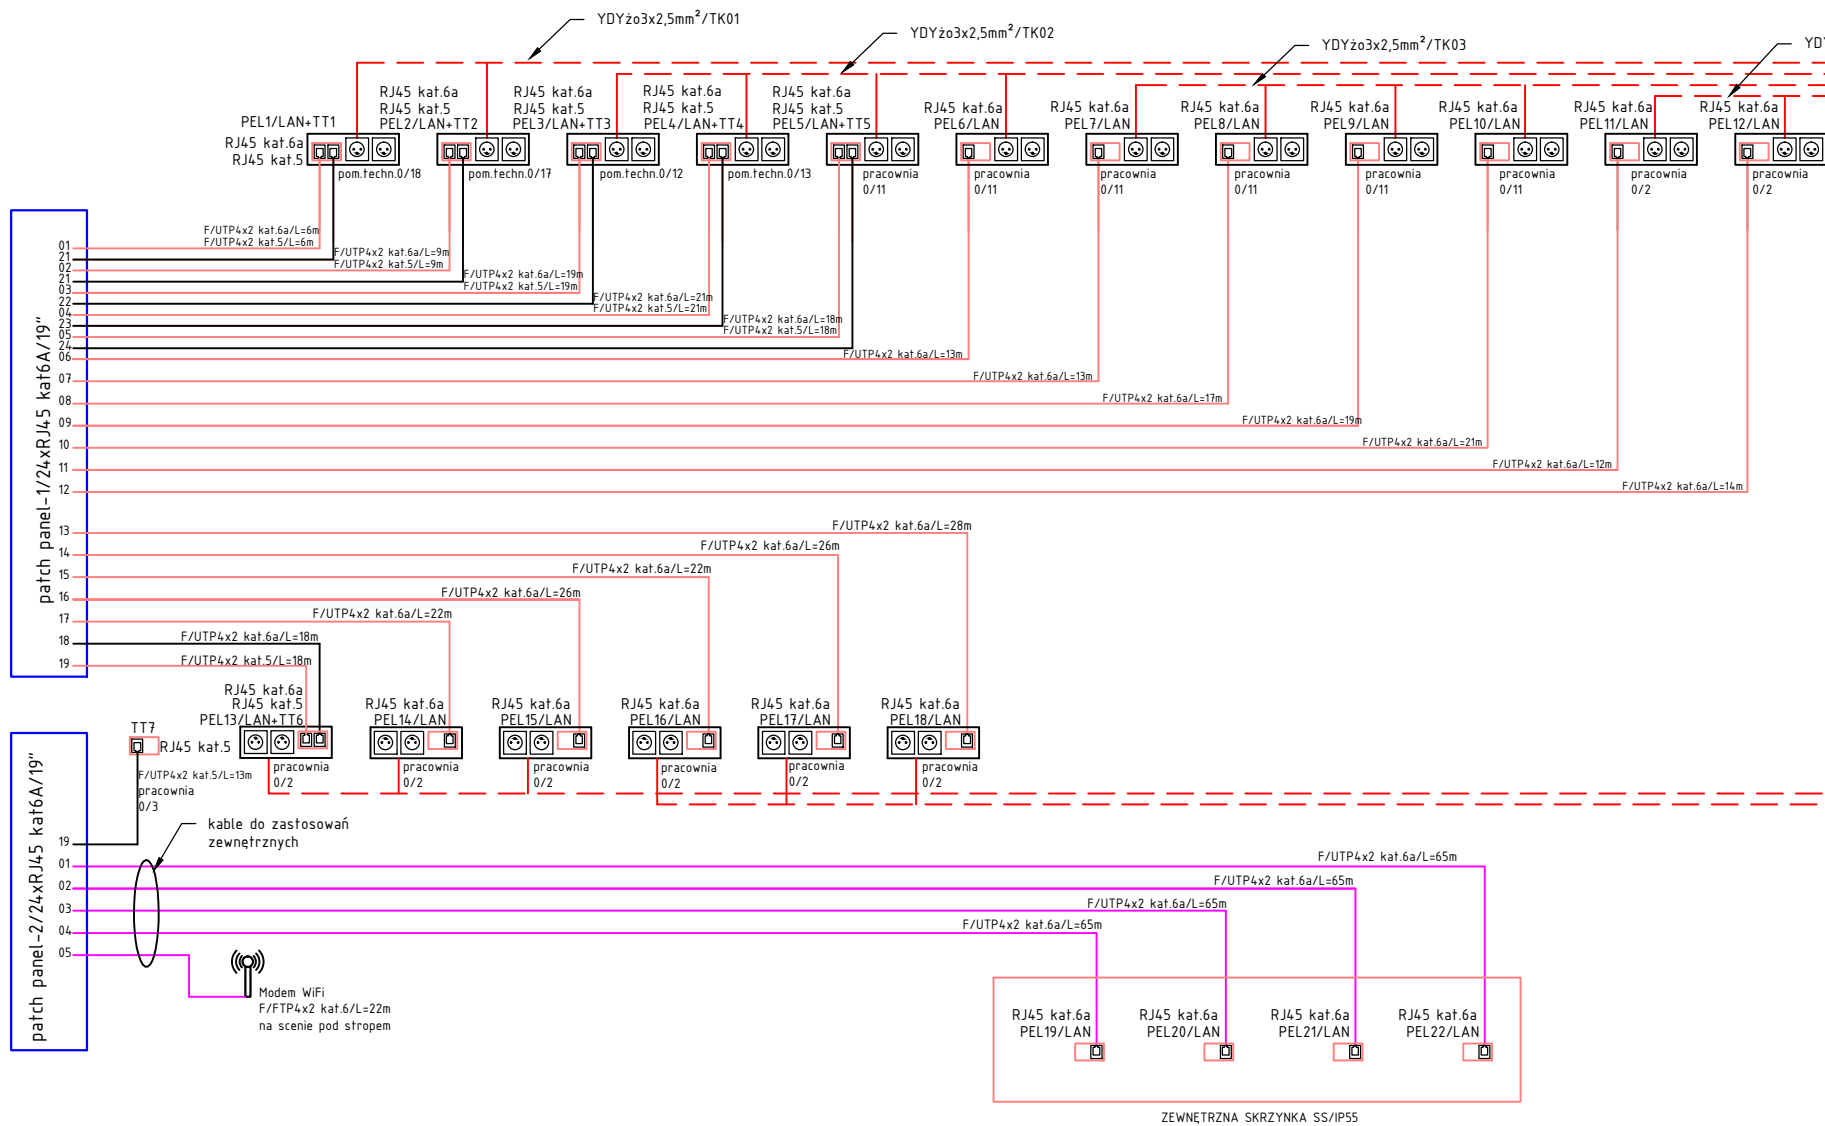 YDYżo3x2,5mm²/TK01
YDYżo3x2,5mm²/TK02
YDYżo3x2,5mm²/TK03
YDY
PEL1/LAN+TT1
RJ45 kat.6a
RJ45 kat.5
pom.techn.0/18
RJ45 kat.6a
RJ45 kat.5
PEL2/LAN+TT2
pom.techn.0/17
RJ45 kat.6a
RJ45 kat.5
PEL3/LAN+TT3
pom.techn.0/12
RJ45 kat.6a
RJ45 kat.5
PEL4/LAN+TT4
pom.techn.0/13
RJ45 kat.6a
RJ45 kat.5
PEL5/LAN+TT5
pracownia
0/11
RJ45 kat.6a
PEL6/LAN
pracownia
0/11
RJ45 kat.6a
PEL7/LAN
pracownia
0/11
RJ45 kat.6a
PEL8/LAN
pracownia
0/11
RJ45 kat.6a
PEL9/LAN
pracownia
0/11
RJ45 kat.6a
PEL10/LAN
pracownia
0/11
RJ45 kat.6a
PEL11/LAN
pracownia
0/2
RJ45 kat.6a
PEL12/LAN
pracownia
0/2
patch panel-1/24xRJ45 kat6A/19"
01
21
02
21
03
22
04
23
05
24
06
07
08
09
10
11
12
13
14
15
16
17
18
19
F/UTP4x2 kat.6a/L=6m
F/UTP4x2 kat.5/L=6m
F/UTP4x2 kat.6a/L=9m
F/UTP4x2 kat.5/L=9m
F/UTP4x2 kat.6a/L=19m
F/UTP4x2 kat.5/L=19m
F/UTP4x2 kat.6a/L=21m
F/UTP4x2 kat.5/L=21m
F/UTP4x2 kat.6a/L=18m
F/UTP4x2 kat.5/L=18m
F/UTP4x2 kat.6a/L=13m
F/UTP4x2 kat.6a/L=13m
F/UTP4x2 kat.6a/L=17m
F/UTP4x2 kat.6a/L=19m
F/UTP4x2 kat.6a/L=21m
F/UTP4x2 kat.6a/L=12m
F/UTP4x2 kat.6a/L=14m
F/UTP4x2 kat.6a/L=28m
F/UTP4x2 kat.6a/L=26m
F/UTP4x2 kat.6a/L=22m
F/UTP4x2 kat.6a/L=26m
F/UTP4x2 kat.6a/L=22m
F/UTP4x2 kat.6a/L=18m
F/UTP4x2 kat.5/L=18m
RJ45 kat.6a
RJ45 kat.5
PEL13/LAN+TT6
pracownia
0/2
RJ45 kat.6a
PEL14/LAN
pracownia
0/2
RJ45 kat.6a
PEL15/LAN
pracownia
0/2
RJ45 kat.6a
PEL16/LAN
pracownia
0/2
RJ45 kat.6a
PEL17/LAN
pracownia
0/2
RJ45 kat.6a
PEL18/LAN
pracownia
0/2
TT7
RJ45 kat.5
F/UTP4x2 kat.5/L=13m
pracownia
0/3
kable do zastosowań
zewnętrznych
patch panel-2/24xRJ45 kat6A/19"
19
01
02
03
04
05
F/UTP4x2 kat.6a/L=65m
F/UTP4x2 kat.6a/L=65m
F/UTP4x2 kat.6a/L=65m
F/UTP4x2 kat.6a/L=65m
Modem WiFi
F/FTP4x2 kat.6/L=22m
na scenie pod stropem
RJ45 kat.6a
PEL19/LAN
RJ45 kat.6a
PEL20/LAN
RJ45 kat.6a
PEL21/LAN
RJ45 kat.6a
PEL22/LAN
ZEWNĘTRZNA SKRZYNKA SS/IP55